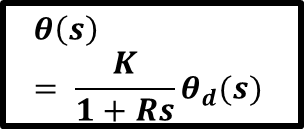 θ(s)
= K / (1 + Rs) θ_d(s)